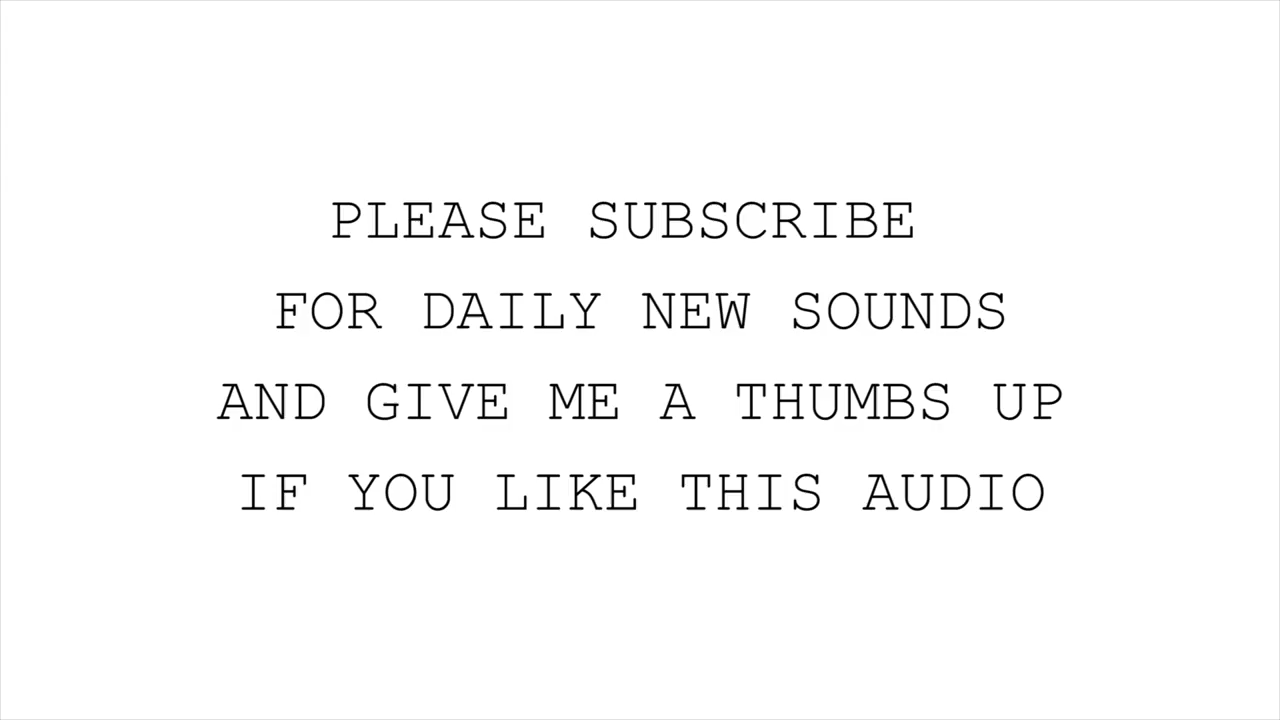 PLEASE SUBSCRIBE
FOR DAILY NEW SOUNDS
AND GIVE ME A THUMBS UP
IF YOU LIKE THIS AUDIO